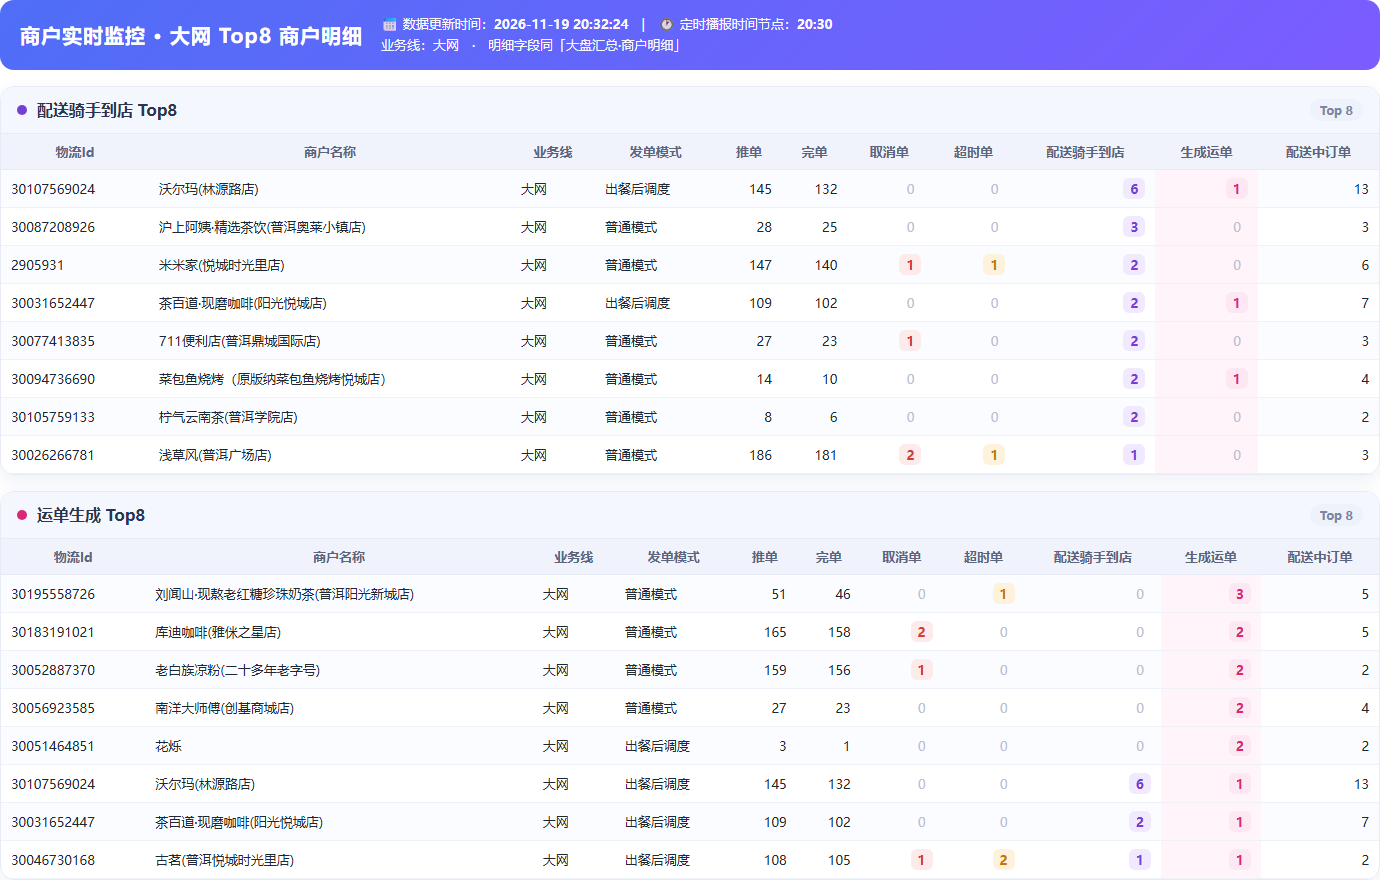 商户实时监控 • 大网 Top8 商户明细
数据更新时间：2026-11-19 20:32:24 | 定时播报时间节点：20:30
业务线：大网 · 明细字段同「大盘汇总·商户明细」
配送骑手到店 Top8 Top 8
物流Id 商户名称 业务线 发单模式 推单 完单 取消单 超时单 配送骑手到店 生成运单 配送中订单
30107569024 沃尔玛(林源路店) 大网 出餐后调度 145 132 0 0 6 1 13
30087208926 沪上阿姨·精选茶饮(普洱奥莱小镇店) 大网 普通模式 28 25 0 0 3 0 3
2905931 米米家(悦城时光里店) 大网 普通模式 147 140 1 1 2 0 6
30031652447 茶百道·现磨咖啡(阳光悦城店) 大网 出餐后调度 109 102 0 0 2 1 7
30077413835 711便利店(普洱鼎城国际店) 大网 普通模式 27 23 1 0 2 0 3
30094736690 菜包鱼烧烤（原版纳菜包鱼烧烤悦城店） 大网 普通模式 14 10 0 0 2 1 4
30105759133 柠气云南茶(普洱学院店) 大网 普通模式 8 6 0 0 2 0 2
30026266781 浅草风(普洱广场店) 大网 普通模式 186 181 2 1 1 0 3
运单生成 Top8 Top 8
物流Id 商户名称 业务线 发单模式 推单 完单 取消单 超时单 配送骑手到店 生成运单 配送中订单
30195558726 刘闻山·现熬老红糖珍珠奶茶(普洱阳光新城店) 大网 普通模式 51 46 0 1 0 3 5
30183191021 库迪咖啡(雅侎之星店) 大网 普通模式 165 158 2 0 0 2 5
30052887370 老白族凉粉(二十多年老字号) 大网 普通模式 159 156 1 0 0 2 2
30056923585 南洋大师傅(创基商城店) 大网 普通模式 27 23 0 0 0 2 4
30051464851 花烁 大网 出餐后调度 3 1 0 0 0 2 2
30107569024 沃尔玛(林源路店) 大网 出餐后调度 145 132 0 0 6 1 13
30031652447 茶百道·现磨咖啡(阳光悦城店) 大网 出餐后调度 109 102 0 0 2 1 7
30046730168 古茗(普洱悦城时光里店) 大网 出餐后调度 108 105 1 2 1 1 2